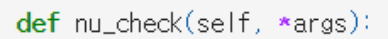 def nu_check(self, *args):